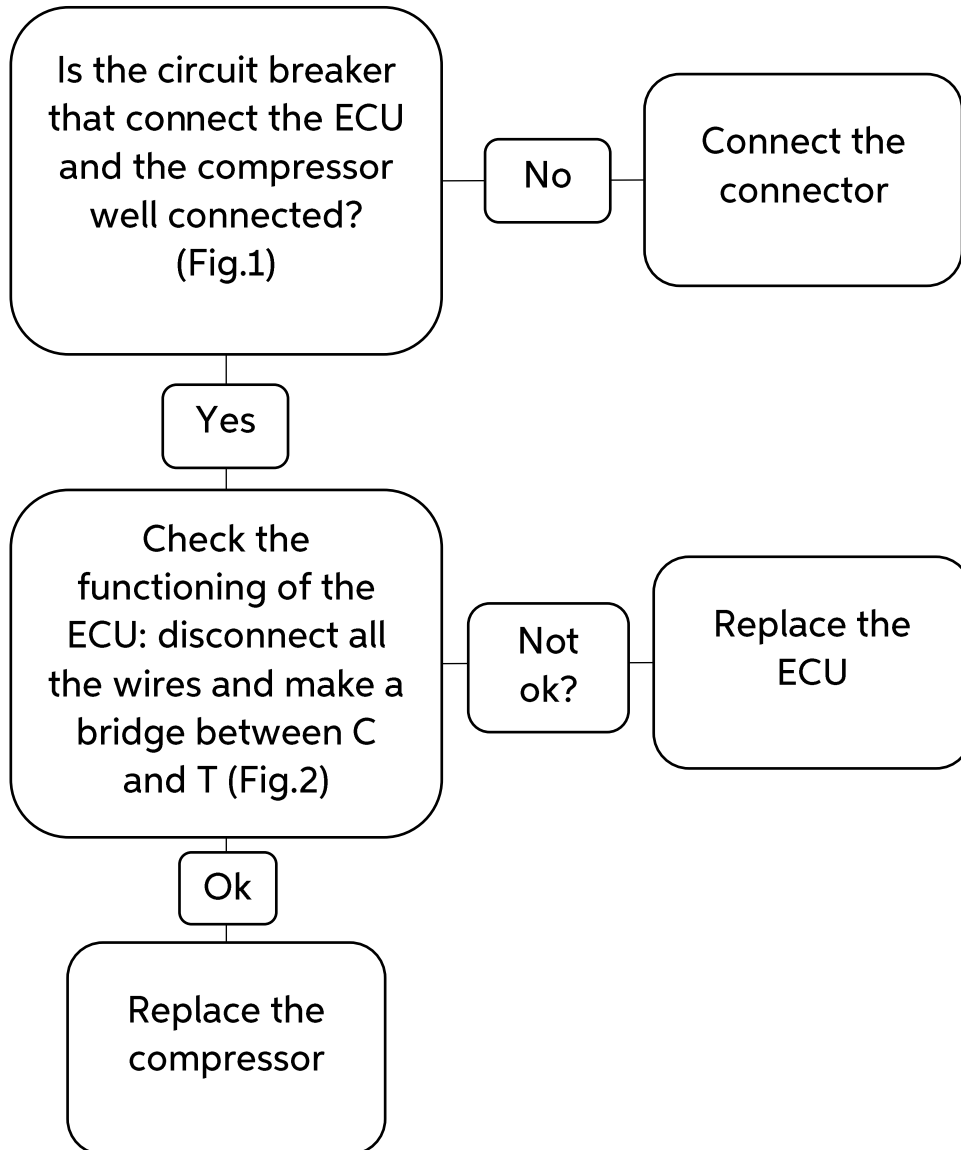 Is the circuit breaker
that connect the ECU
and the compressor
well connected?
(Fig.1)
No
Connect the
connector
Yes
Check the
functioning of the
ECU: disconnect all
the wires and make a
bridge between C
and T (Fig.2)
Not
ok?
Replace the
ECU
Ok
Replace the
compressor